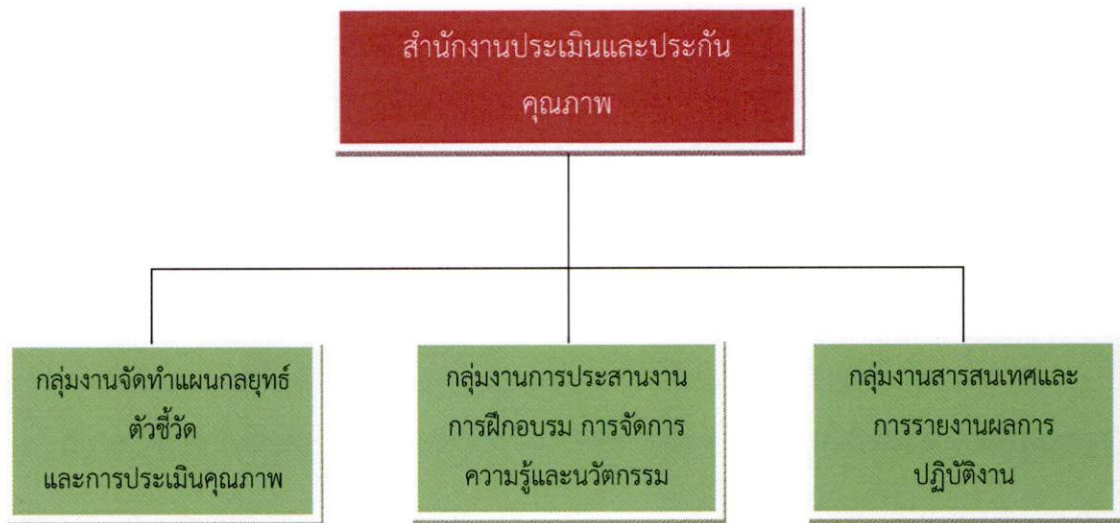 สำนักงานประเมินและประกัน
คุณภาพ
กลุ่มงานจัดทำแผนกลยุทธ์
ตัวชี้วัด
และการประเมินคุณภาพ
กลุ่มงานการประสานงาน
การฝึกอบรม การจัดการ
ความรู้และนวัตกรรม
กลุ่มงานสารสนเทศและ
การรายงานผลการ
ปฏิบัติงาน